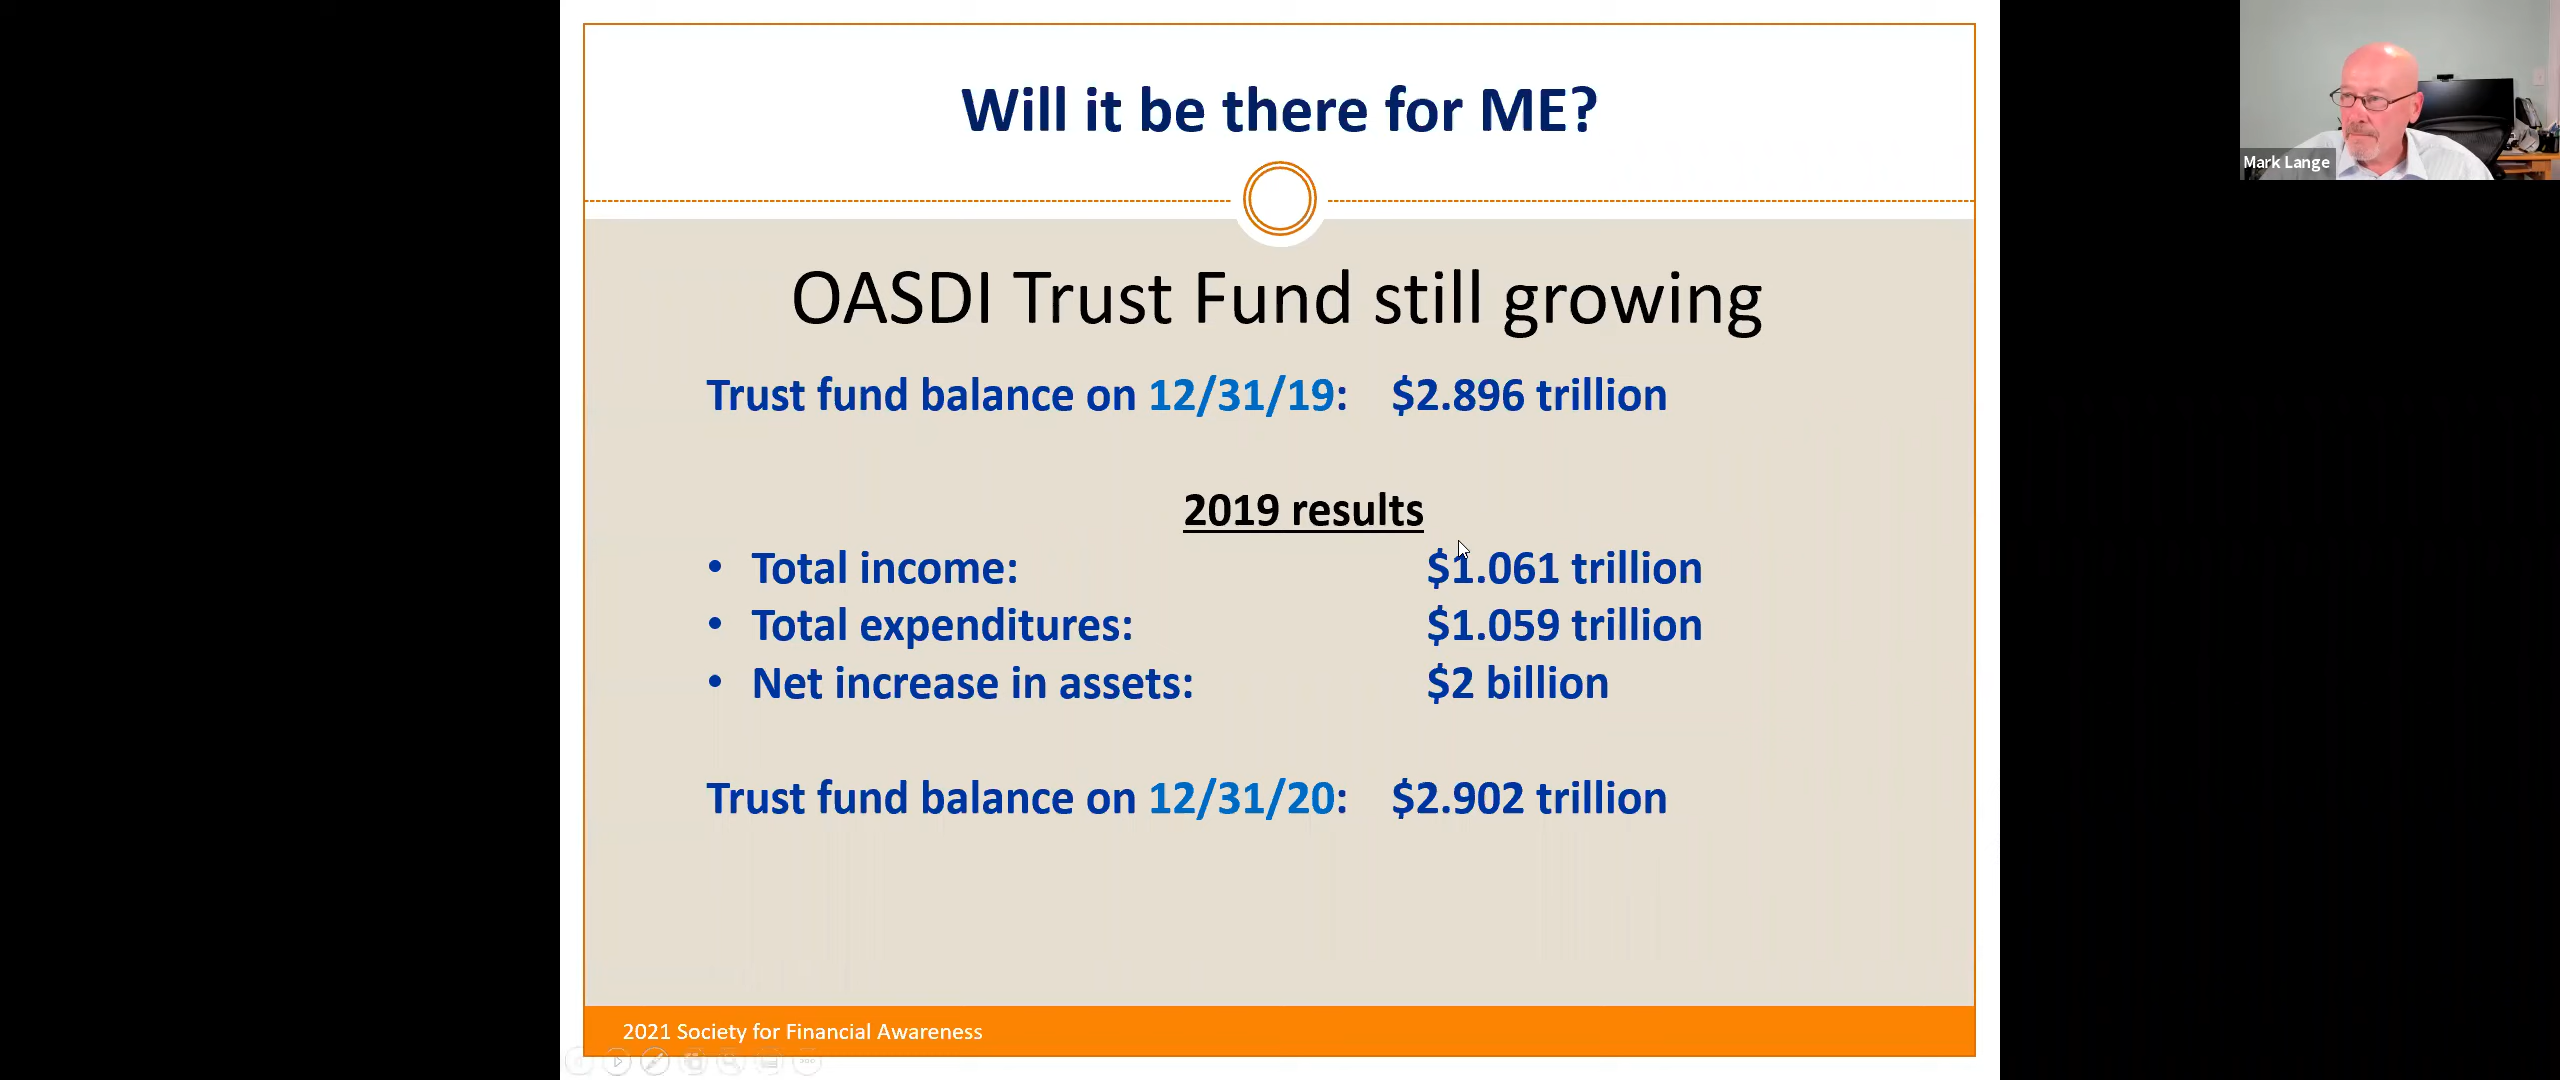 Will it be there for ME?
Mark Lange
OASDI Trust Fund still growing
Trust fund balance on 12/31/19: $2.896 trillion
2019 results
• Total income: $1.061 trillion
• Total expenditures: $1.059 trillion
• Net increase in assets: $2 billion
Trust fund balance on 12/31/20: $2.902 trillion
2021 Society for Financial Awareness